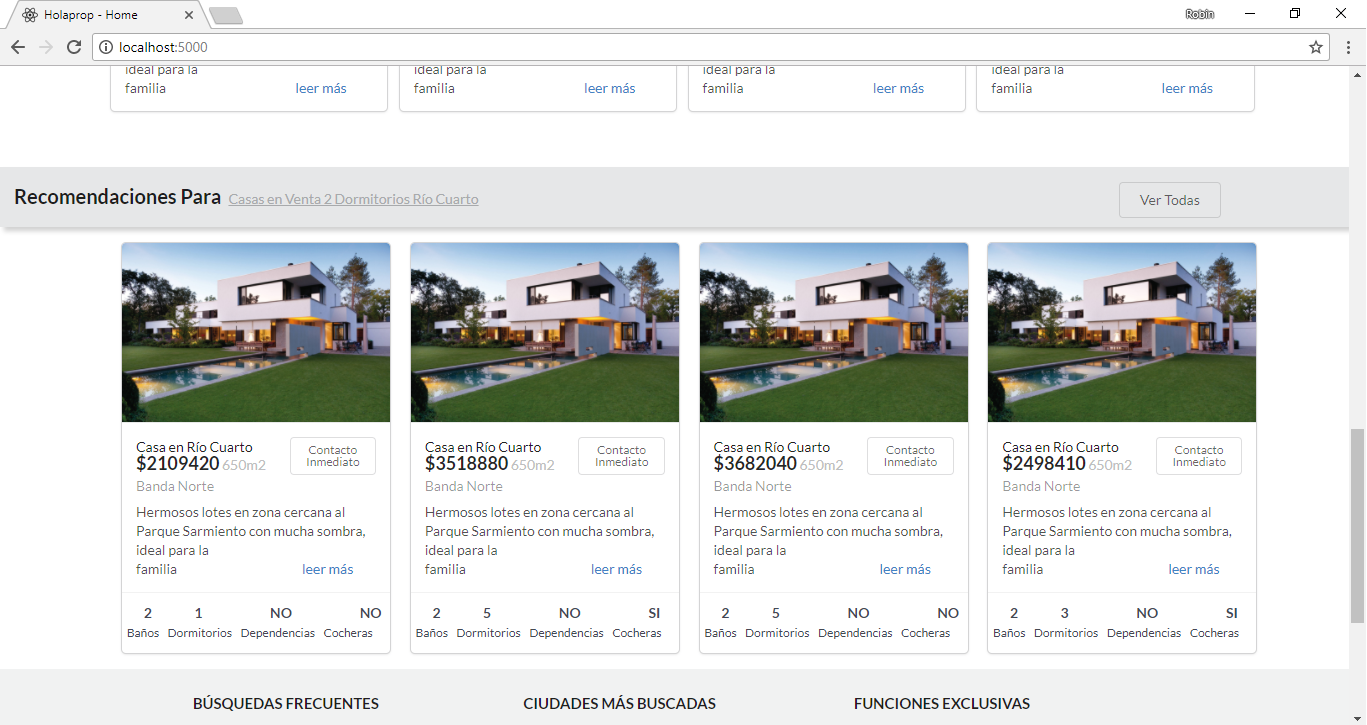 Holaprop - Home
Robin
localhost:5000
ideal para la
familia leer más
ideal para la
familia leer más
ideal para la
familia leer más
ideal para la
familia leer más
Recomendaciones Para Casas en Venta 2 Dormitorios Río Cuarto Ver Todas
Casa en Río Cuarto
$2109420 650m2
Contacto
Inmediato
Banda Norte
Hermosos lotes en zona cercana al
Parque Sarmiento con mucha sombra,
ideal para la
familia leer más
2 1 NO NO
Baños Dormitorios Dependencias Cocheras
Casa en Río Cuarto
$3518880 650m2
Contacto
Inmediato
Banda Norte
Hermosos lotes en zona cercana al
Parque Sarmiento con mucha sombra,
ideal para la
familia leer más
2 5 NO SI
Baños Dormitorios Dependencias Cocheras
Casa en Río Cuarto
$3682040 650m2
Contacto
Inmediato
Banda Norte
Hermosos lotes en zona cercana al
Parque Sarmiento con mucha sombra,
ideal para la
familia leer más
2 5 NO NO
Baños Dormitorios Dependencias Cocheras
Casa en Río Cuarto
$2498410 650m2
Contacto
Inmediato
Banda Norte
Hermosos lotes en zona cercana al
Parque Sarmiento con mucha sombra,
ideal para la
familia leer más
2 3 NO SI
Baños Dormitorios Dependencias Cocheras
BÚSQUEDAS FRECUENTES CIUDADES MÁS BUSCADAS FUNCIONES EXCLUSIVAS